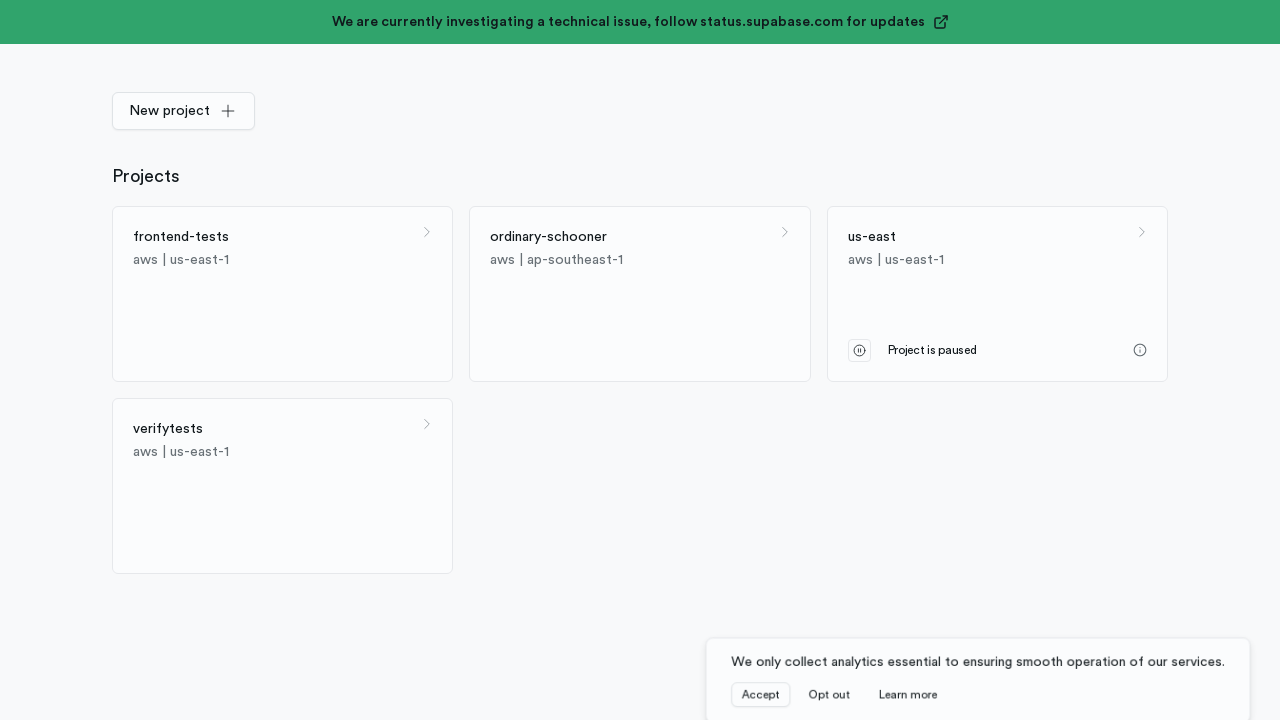 We are currently investigating a technical issue, follow status.supabase.com for updates
New project
Projects
frontend-tests
aws | us-east-1
ordinary-schooner
aws | ap-southeast-1
us-east
aws | us-east-1
Project is paused
verifytests
aws | us-east-1
We only collect analytics essential to ensuring smooth operation of our services.
Accept
Opt out
Learn more